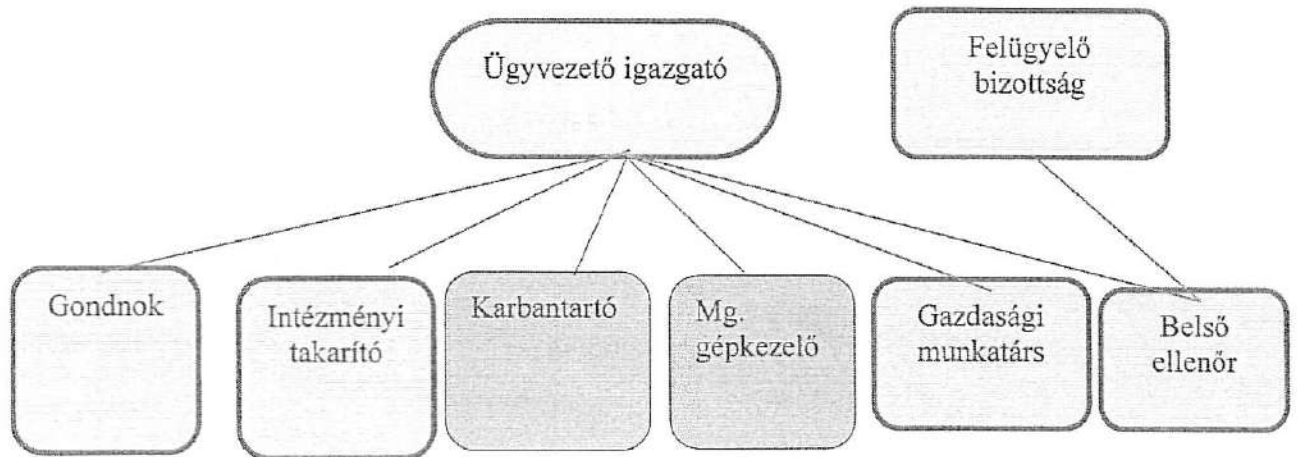 Ügyvezető igazgató
Felügyelő
bizottság
Gondnok
Intézményi
takarító
Karbantartó
Mg.
gépkezelő
Gazdasági
munkatárs
Belső
ellenőr